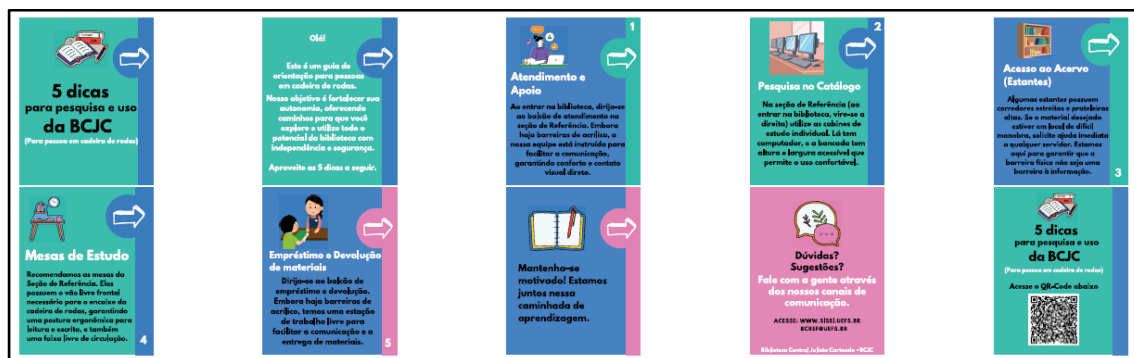 5 dicas
para pesquisa e uso
da BCJC
(Para pessoa em cadeira de rodas)
Olá!
Este é um guia de
orientação para pessoas
em cadeira de rodas.
Nosso objetivo é fortalecer sua
autonomia, oferecendo
caminhos para que você
explore e utilize todo o
potencial da biblioteca com
independência e segurança.
Aproveite as 5 dicas a seguir.
1
Atendimento e
Apoio
Ao entrar na biblioteca, dirija-se
ao balcão de atendimento na
seção de Referência. Embora
haja barreiras de acrílico, a
nossa equipe está instruída para
facilitar a comunicação,
garantindo conforto e contato
visual direto.
2
Pesquisa no Catálogo
Na seção de Referência (ao
entrar na biblioteca, vire-se a
direita) utilize as cabines de
estudo individual. Lá tem
computador, e a bancada tem
altura e largura acessível que
permite o uso confortável.
Acesso ao Acervo
(Estantes)
Algumas estantes possuem
corredores estreitos e prateleiras
altas. Se o material desejado
estiver em local de difícil
manobra, solicite ajuda imediata
a qualquer servidor. Estamos
aqui para garantir que a
barreira física não seja uma
barreira à informação.
3
Mesas de Estudo
Recomendamos as mesas da
Seção de Referência. Elas
possuem o vão livre frontal
necessário para o encaixe da
cadeira de rodas, garantindo
uma postura ergonômica para
leitura e escrita, e também
uma faixa livre de circulação.
4
Empréstimo e Devolução
de materiais
Dirija-se ao balcão de
empréstimo e devolução.
Embora haja barreiras de
acrílico, temos uma estação
de trabalho livre para
facilitar a comunicação e a
entrega de materiais.
5
Mantenha-se
motivado! Estamos
juntos nessa
caminhada de
aprendizagem.
Dúvidas?
Sugestões?
Fale com a gente através
dos nossos canais de
comunicação.
ACESSE: WWW.SISBI.UEFS.BR
BCREF@UEFS.BR
Biblioteca Central Julieta Carteado - BCJC
5 dicas
para pesquisa e uso
da BCJC
(Para pessoa em cadeira de rodas)
Acesse o QR-Code abaixo